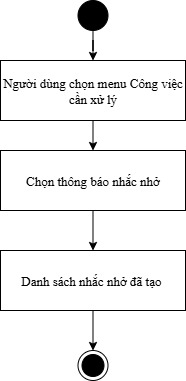 Người dùng chọn menu Công việc
cần xử lý
Chọn thông báo nhắc nhở
Danh sách nhắc nhở đã tạo